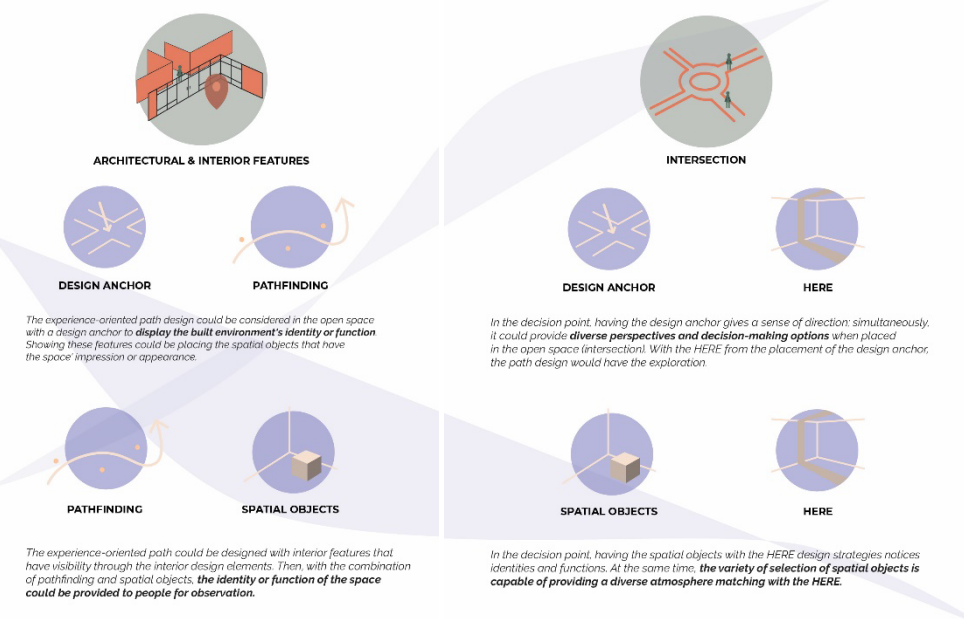 ARCHITECTURAL & INTERIOR FEATURES
DESIGN ANCHOR
PATHFINDING
The experience-oriented path design could be considered in the open space
with a design anchor to display the built environment's identity or function.
Showing these features could be placing the spatial objects that have
the space' impression or appearance.
PATHFINDING
SPATIAL OBJECTS
The experience-oriented path could be designed with interior features that
have visibility through the interior design elements. Then, with the combination
of pathfinding and spatial objects, the identity or function of the space
could be provided to people for observation.
INTERSECTION
DESIGN ANCHOR
HERE
In the decision point, having the design anchor gives a sense of direction; simultaneously,
it could provide diverse perspectives and decision-making options when placed
in the open space (intersection). With the HERE from the placement of the design anchor,
the path design would have the exploration.
SPATIAL OBJECTS
HERE
In the decision point, having the spatial objects with the HERE design strategies notices
identities and functions. At the same time, the variety of selection of spatial objects is
capable of providing a diverse atmosphere matching with the HERE.